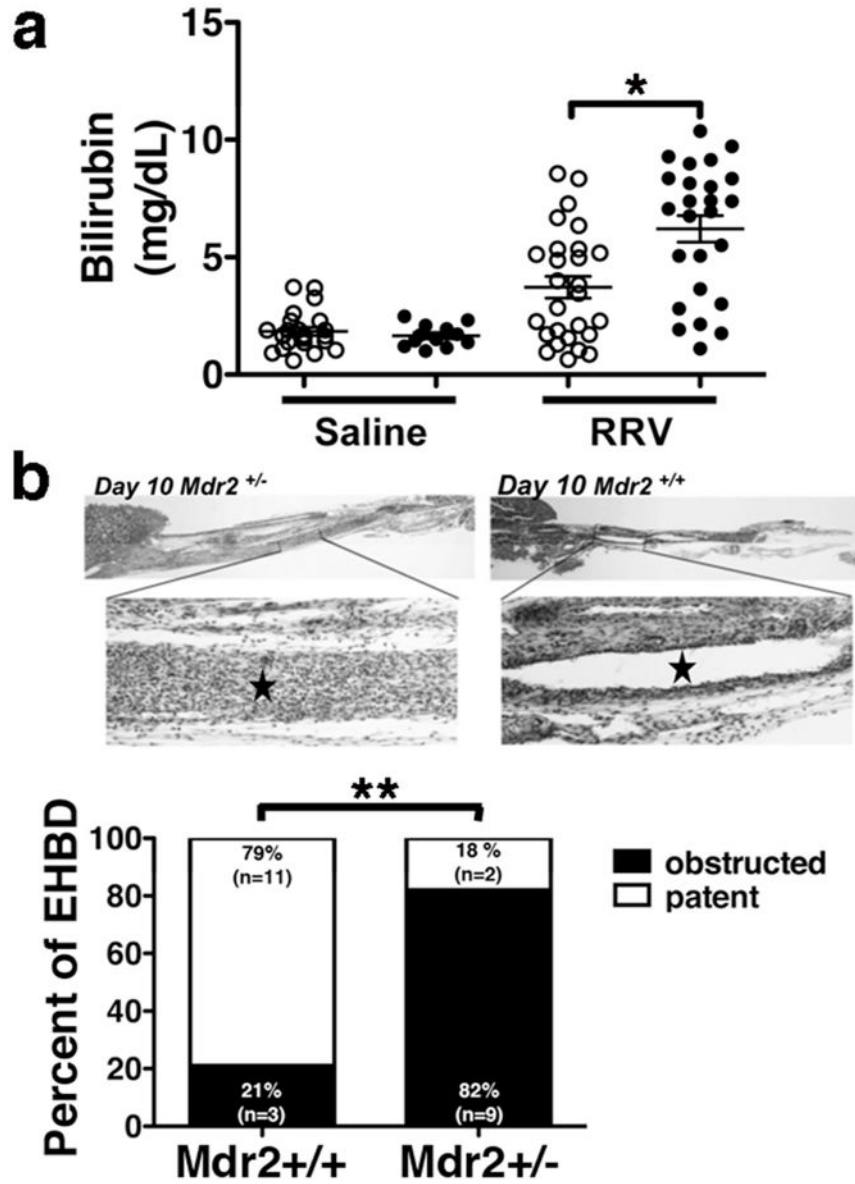 a
Bilirubin
(mg/dL)
15
10
5
0
*
Saline
RRV
b
Day 10 Mdr2 +/-
Day 10 Mdr2 +/+
**
Percent of EHBD
100
80
60
40
20
0
79%
(n=11)
21%
(n=3)
18 %
(n=2)
82%
(n=9)
obstructed
patent
Mdr2+/+
Mdr2+/-